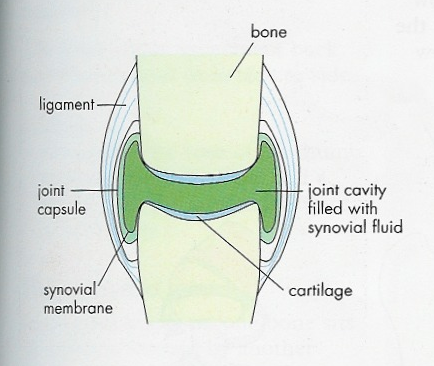 bone
ligament
joint
capsule
joint cavity
filled with
synovial fluid
synovial
membrane
cartilage